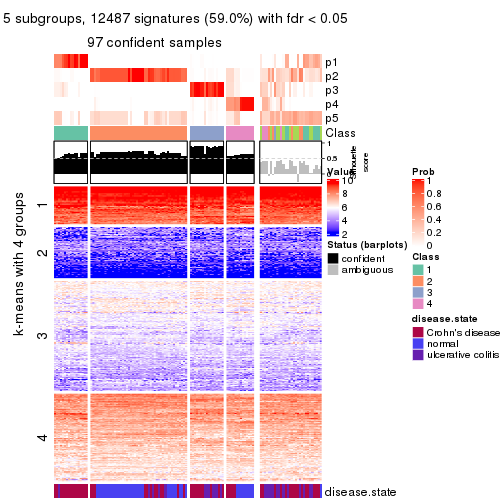 5 subgroups, 12487 signatures (59.0%) with fdr < 0.05
97 confident samples
p1
p2
p3
p4
p5
Class
1
0.5
0
Silhouette
score
k-means with 4 groups
1
2
3
4
disease.state
Value
10
8
6
4
2
Status (barplots)
confident
ambiguous
Prob
1
0.8
0.6
0.4
0.2
0
Class
1
2
3
4
disease.state
Crohn's disease
normal
ulcerative colitis